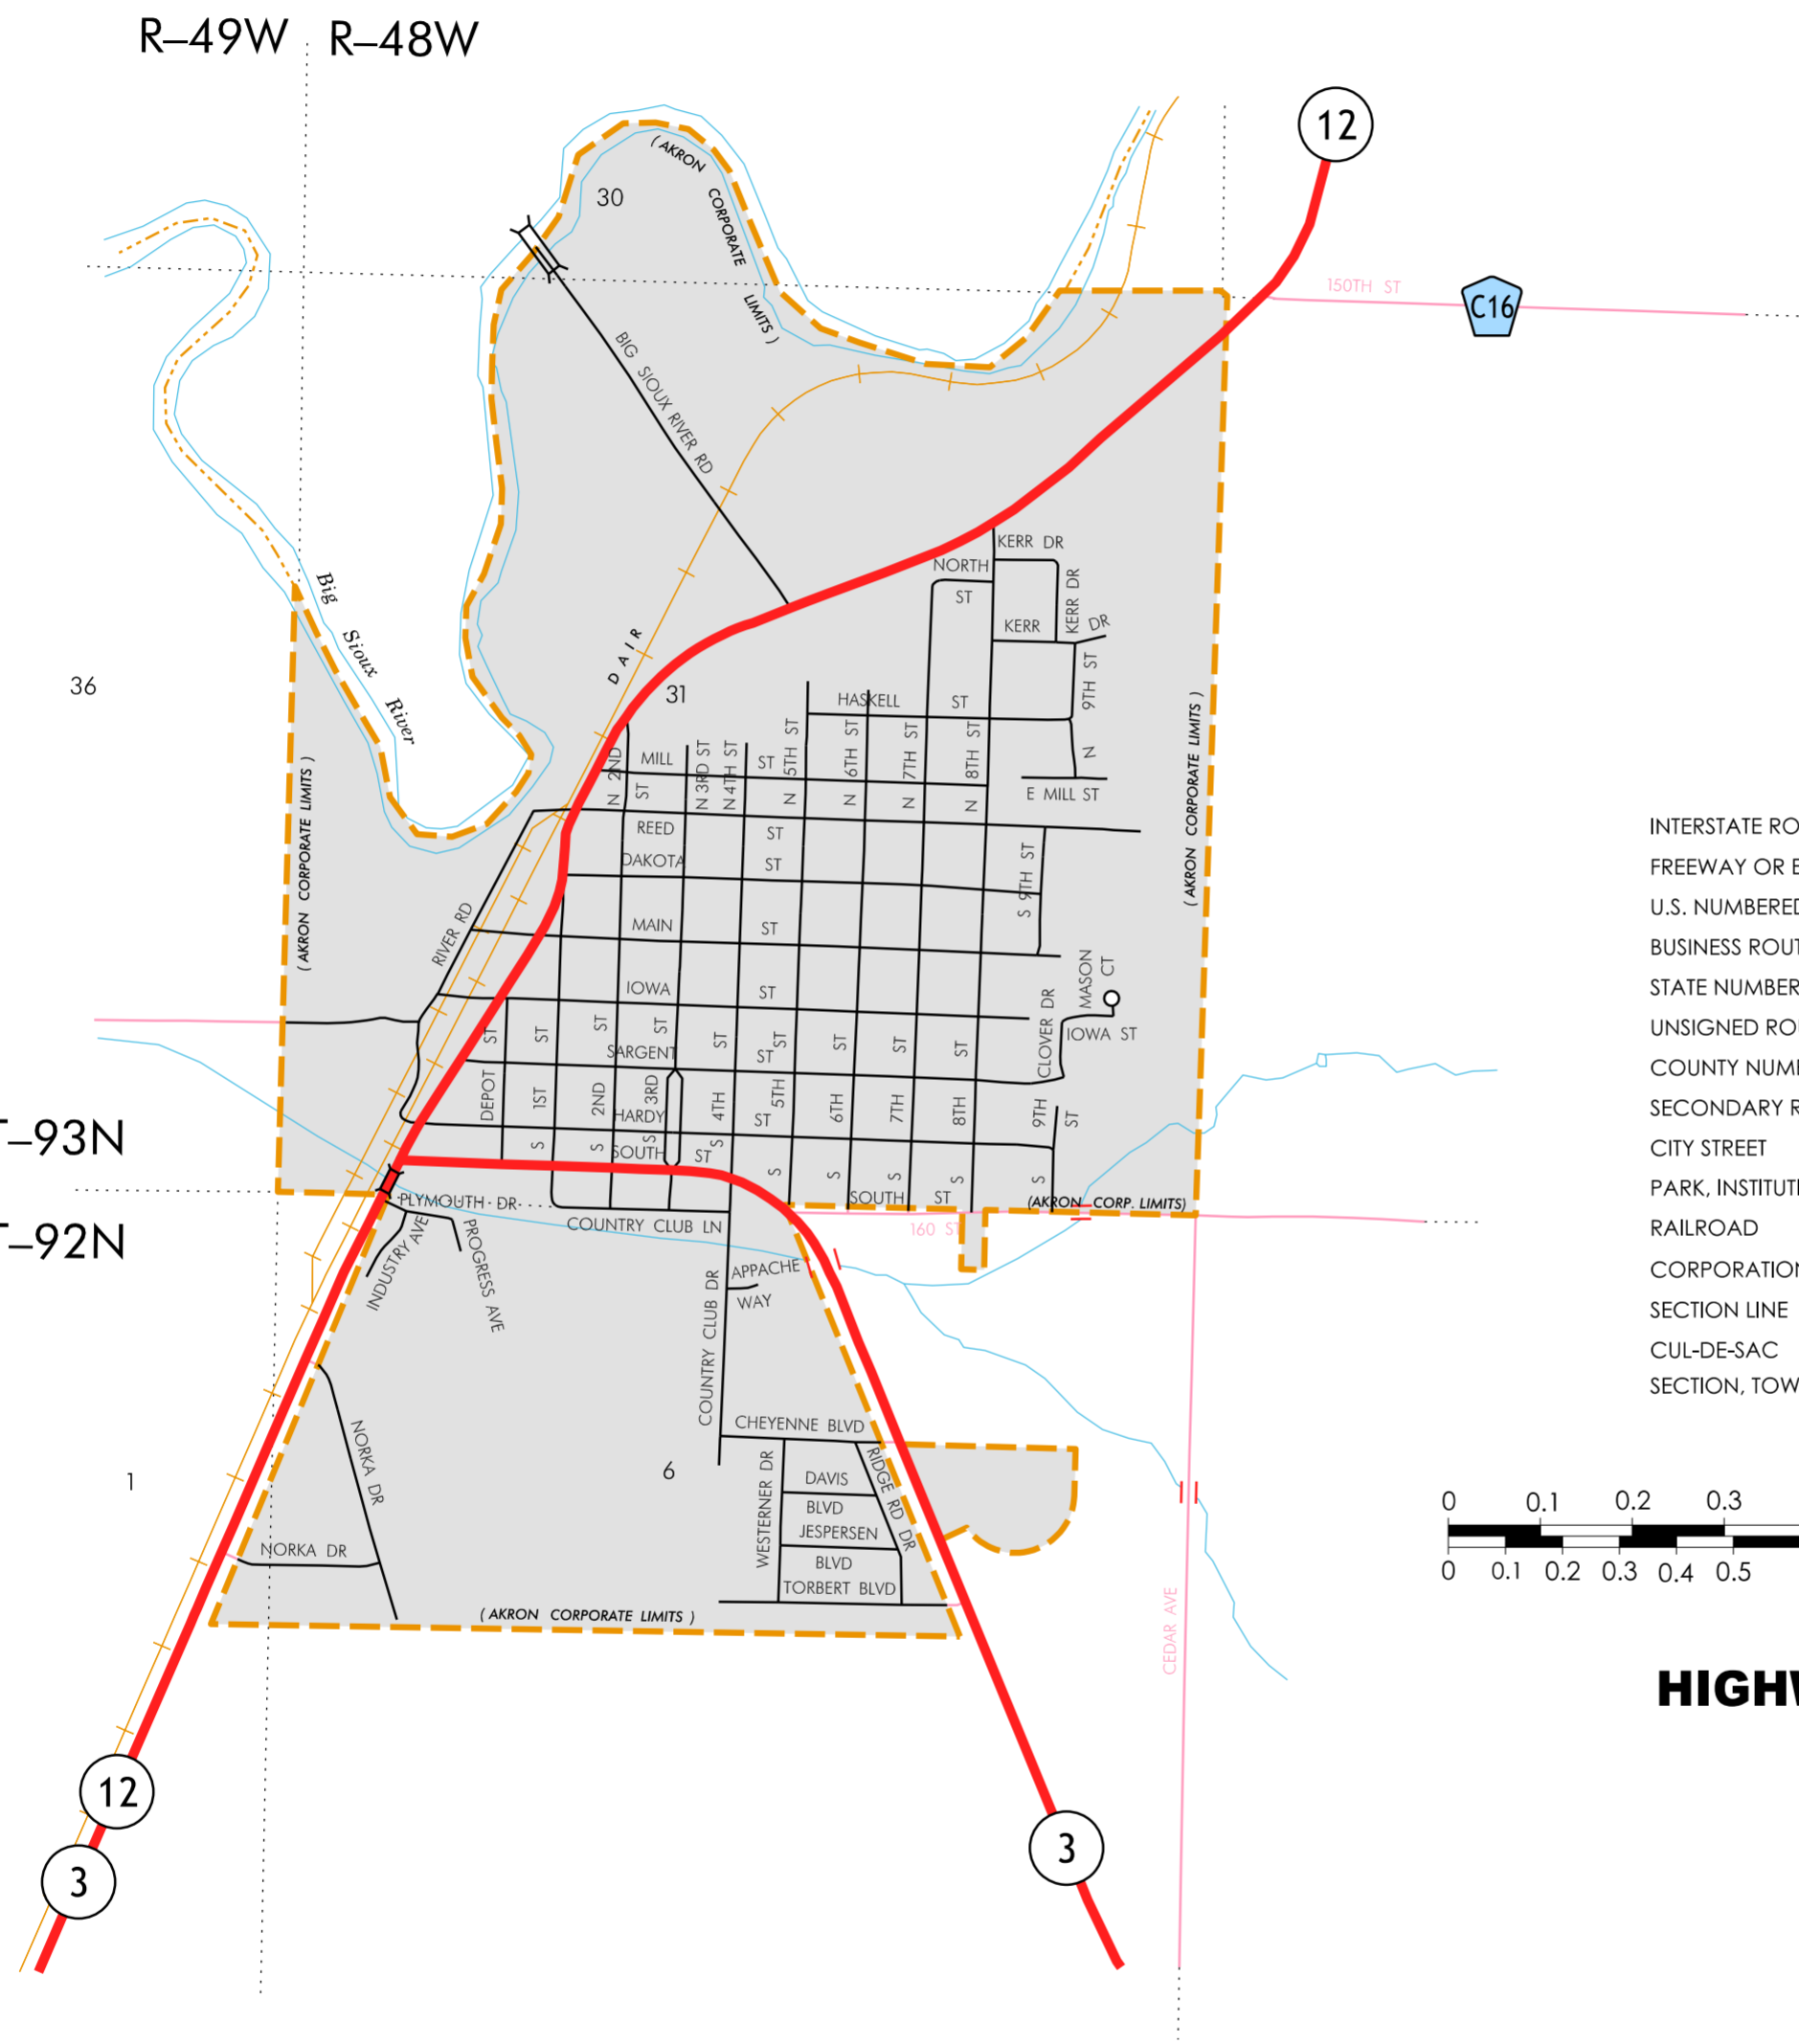 R–49W
R–48W
12
30
( AKRON CORPORATE LIMITS )
150TH ST
C16
BIG SIOUX RIVER RD
KERR DR
NORTH ST
KERR DR
KERR DR
Big Sioux River
DAIR
36
31
9TH ST N
HASKELL ST
( AKRON CORPORATE LIMITS )
MILL ST
N 2ND ST
N 3RD ST
N 4TH ST
N 5TH ST
N 6TH ST
N 7TH ST
N 8TH ST
E MILL ST
REED ST
DAKOTA ST
S 9TH ST
( AKRON CORPORATE LIMITS )
RIVER RD
MAIN ST
MASON CT
IOWA ST
CLOVER DR
IOWA ST
SARGENT ST
DEPOT ST
S 1ST ST
S 2ND ST
S 3RD ST
S 4TH ST
S 5TH ST
S 6TH ST
S 7TH ST
S 8TH ST
S 9TH ST
HARDY ST
SOUTH ST
SOUTH ST
(AKRON CORP. LIMITS)
T–93N
T–92N
PLYMOUTH DR
COUNTRY CLUB LN
160 ST
INDUSTRY AVE
PROGRESS AVE
APPACHE WAY
COUNTRY CLUB DR
NORKA DR
CHEYENNE BLVD
1
6
WESTERNER DR
DAVIS BLVD
RIDGE RD DR
JESPERSEN BLVD
NORKA DR
TORBERT BLVD
( AKRON CORPORATE LIMITS )
CEDAR AVE
12
3
3
INTERSTATE RO
FREEWAY OR E
U.S. NUMBERED
BUSINESS ROUT
STATE NUMBER
UNSIGNED ROU
COUNTY NUM
SECONDARY R
CITY STREET
PARK, INSTITUTI
RAILROAD
CORPORATION
SECTION LINE
CUL-DE-SAC
SECTION, TOW
0 0.1 0.2 0.3
0 0.1 0.2 0.3 0.4 0.5
HIGHW